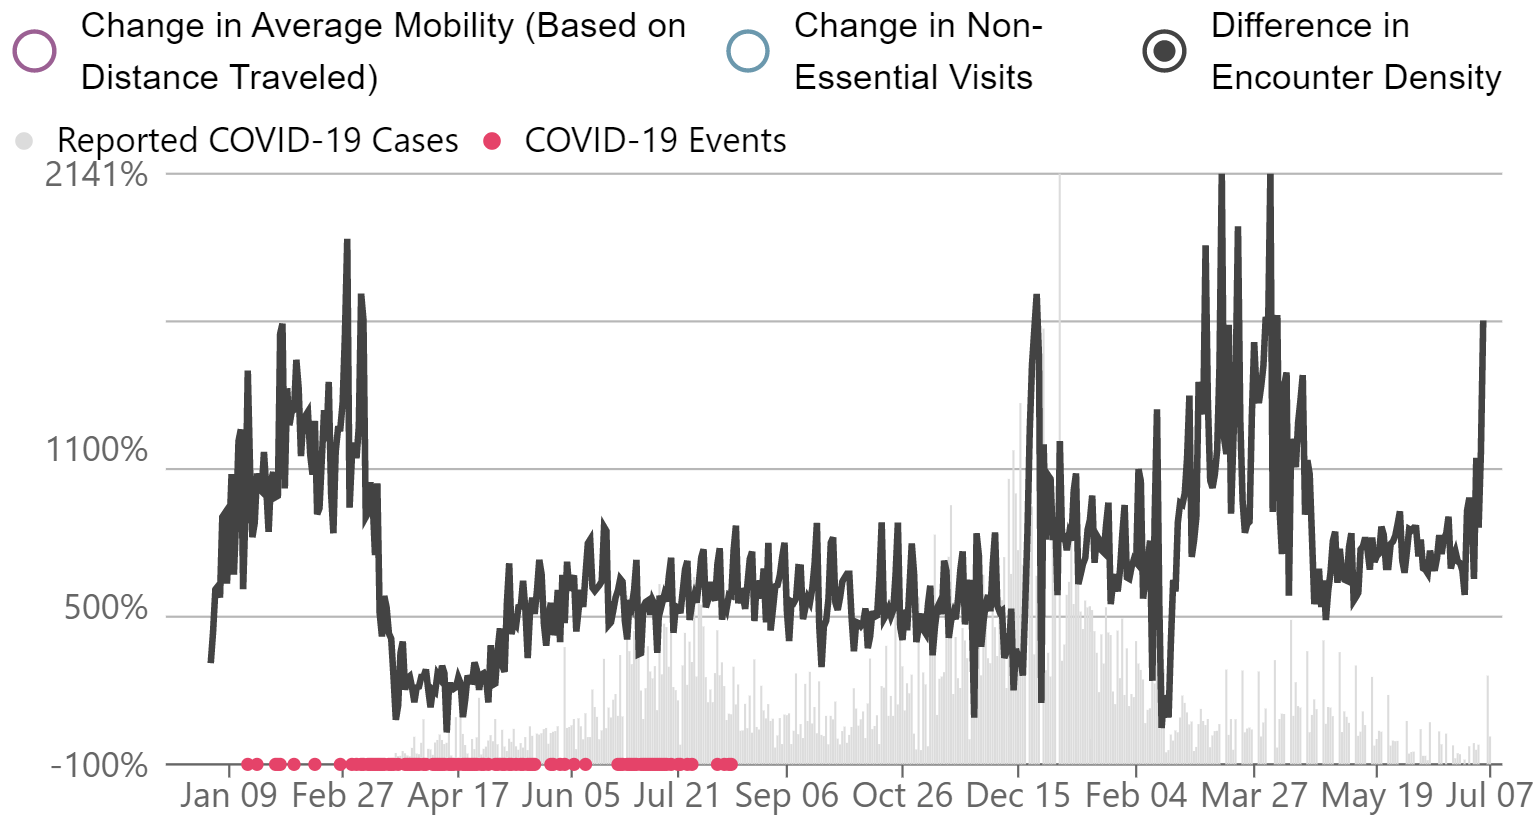 Change in Average Mobility (Based on
Distance Traveled)
Change in Non-
Essential Visits
Difference in
Encounter Density
Reported COVID-19 Cases
COVID-19 Events
2141%
1100%
500%
-100%
Jan 09 Feb 27 Apr 17 Jun 05 Jul 21 Sep 06 Oct 26 Dec 15 Feb 04 Mar 27 May 19 Jul 07